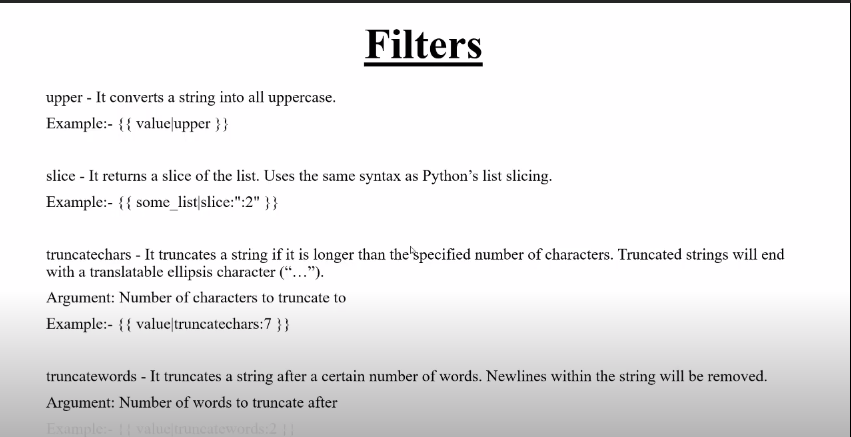 Filters
upper - It converts a string into all uppercase.
Example:- {{ value|upper }}
slice - It returns a slice of the list. Uses the same syntax as Python’s list slicing.
Example:- {{ some_list|slice:":2" }}
truncatechars - It truncates a string if it is longer than the specified number of characters. Truncated strings will end
with a translatable ellipsis character (“…”).
Argument: Number of characters to truncate to
Example:- {{ value|truncatechars:7 }}
truncatewords - It truncates a string after a certain number of words. Newlines within the string will be removed.
Argument: Number of words to truncate after
Example:- {{ value|truncatewords:2 }}